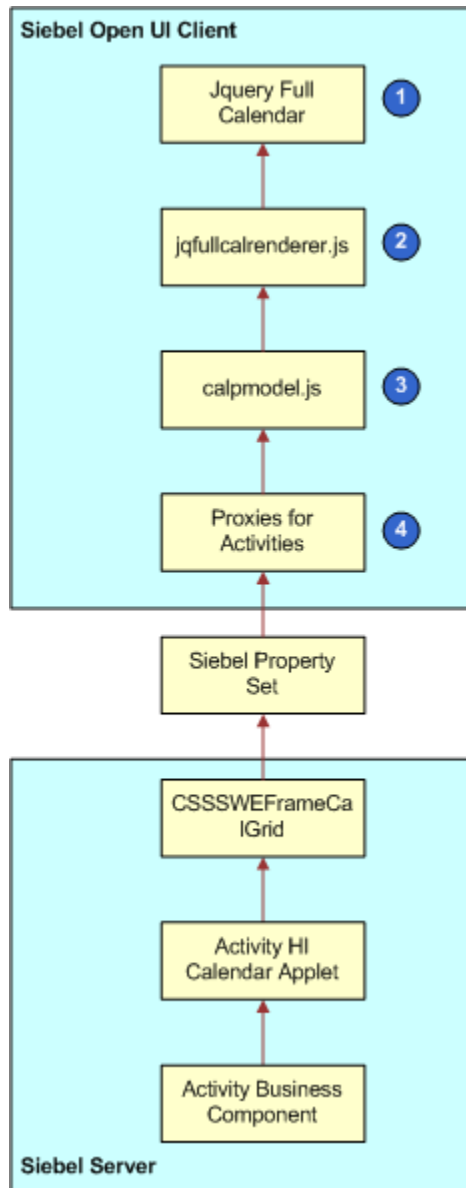 Siebel Open UI Client
Jquery Full
Calendar
1
jqfullcalrenderer.js
2
calpmodel.js
3
Proxies for
Activities
4
Siebel Property
Set
CSSSWEFrameCa
lGrid
Activity HI
Calendar Applet
Activity Business
Component
Siebel Server